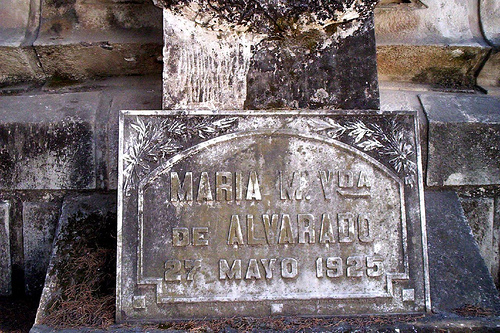 MARIA M. VDA
DE ALVARADO
27 MAYO 1925